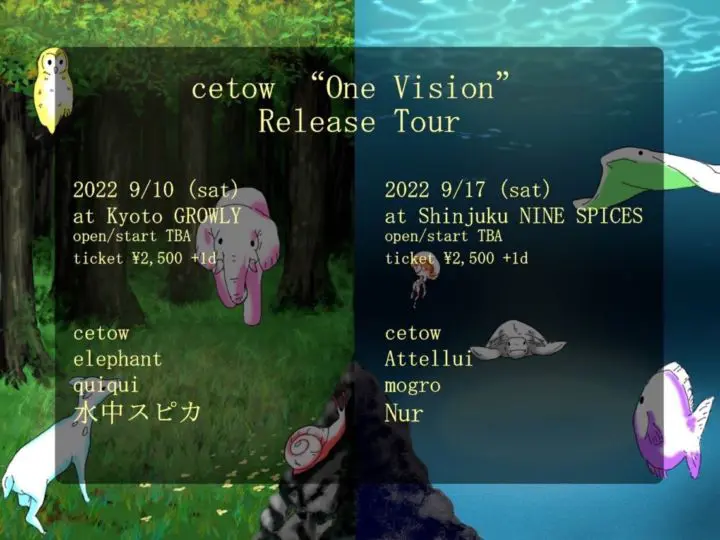 cetow “One Vision”
Release Tour
2022 9/10 (sat)
at Kyoto GROWLY
open/start TBA
ticket ¥2,500 +1d
cetow
elephant
quiqui
水中スピカ
2022 9/17 (sat)
at Shinjuku NINE SPICES
open/start TBA
ticket ¥2,500 +1d
cetow
Attellui
mogro
Nur